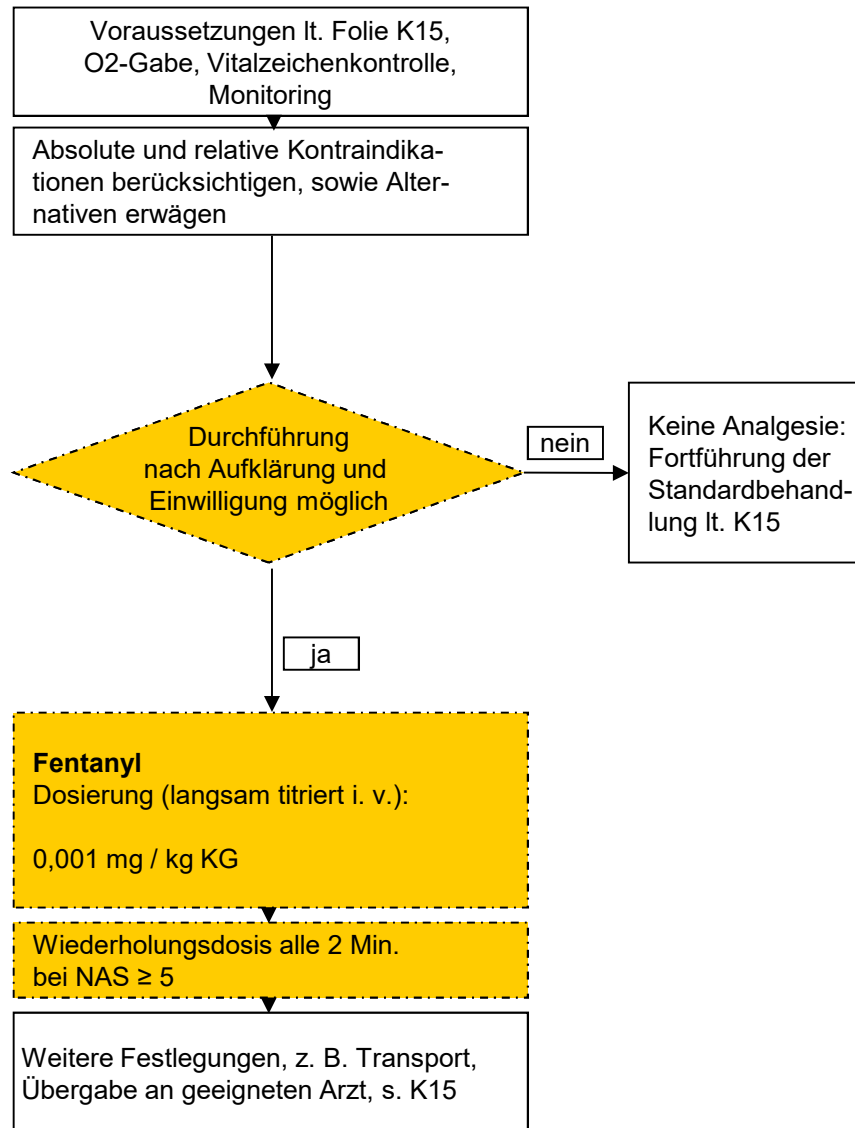 Voraussetzungen lt. Folie K15,
O2-Gabe, Vitalzeichenkontrolle,
Monitoring
Absolute und relative Kontraindika-
tionen berücksichtigen, sowie Alter-
nativen erwägen
Durchführung
nach Aufklärung und
Einwilligung möglich
nein
Keine Analgesie:
Fortführung der
Standardbehand-
lung lt. K15
ja
Fentanyl
Dosierung (langsam titriert i. v.):
0,001 mg / kg KG
Wiederholungsdosis alle 2 Min.
bei NAS ≥ 5
Weitere Festlegungen, z. B. Transport,
Übergabe an geeigneten Arzt, s. K15